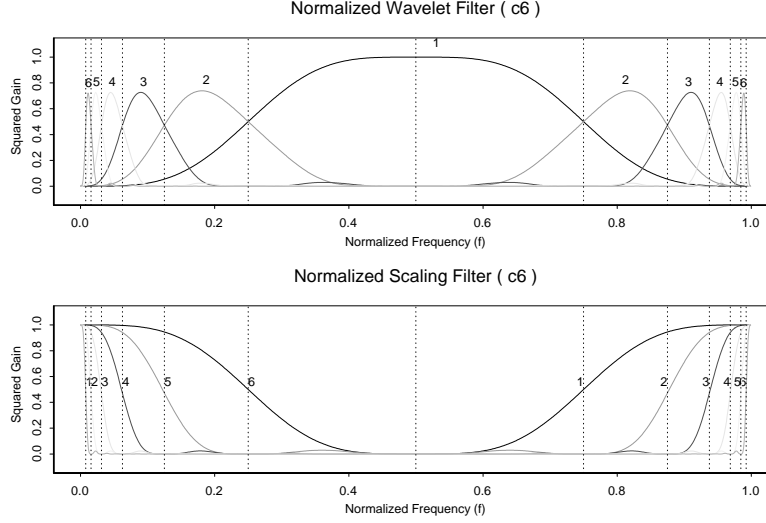 Normalized Wavelet Filter ( c6 )
Squared Gain
1.0
0.8
0.6
0.4
0.2
0.0
6 5 4 3 2 1 2 3 4 5 6
0.0 0.2 0.4 0.6 0.8 1.0
Normalized Frequency (f)
Normalized Scaling Filter ( c6 )
Squared Gain
1.0
0.8
0.6
0.4
0.2
0.0
1 2 3 4 5 6 1 2 3 4 5 6
0.0 0.2 0.4 0.6 0.8 1.0
Normalized Frequency (f)